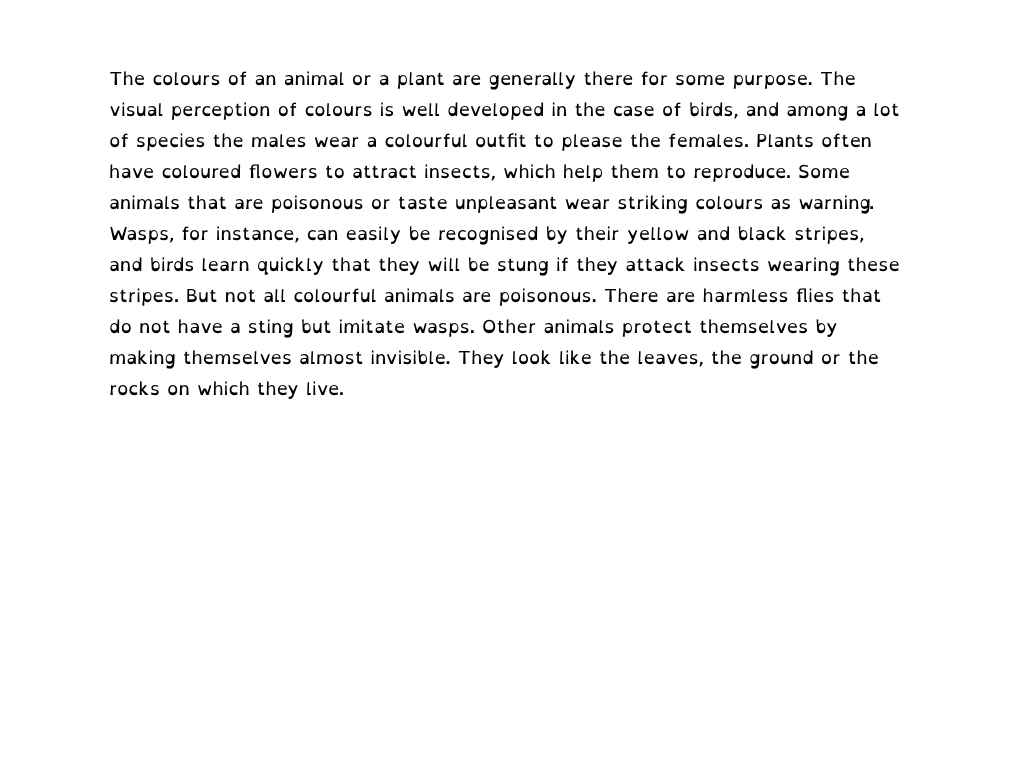 The colours of an animal or a plant are generally there for some purpose. The
visual perception of colours is well developed in the case of birds, and among a lot
of species the males wear a colourful outfit to please the females. Plants often
have coloured flowers to attract insects, which help them to reproduce. Some
animals that are poisonous or taste unpleasant wear striking colours as warning.
Wasps, for instance, can easily be recognised by their yellow and black stripes,
and birds learn quickly that they will be stung if they attack insects wearing these
stripes. But not all colourful animals are poisonous. There are harmless flies that
do not have a sting but imitate wasps. Other animals protect themselves by
making themselves almost invisible. They look like the leaves, the ground or the
rocks on which they live.